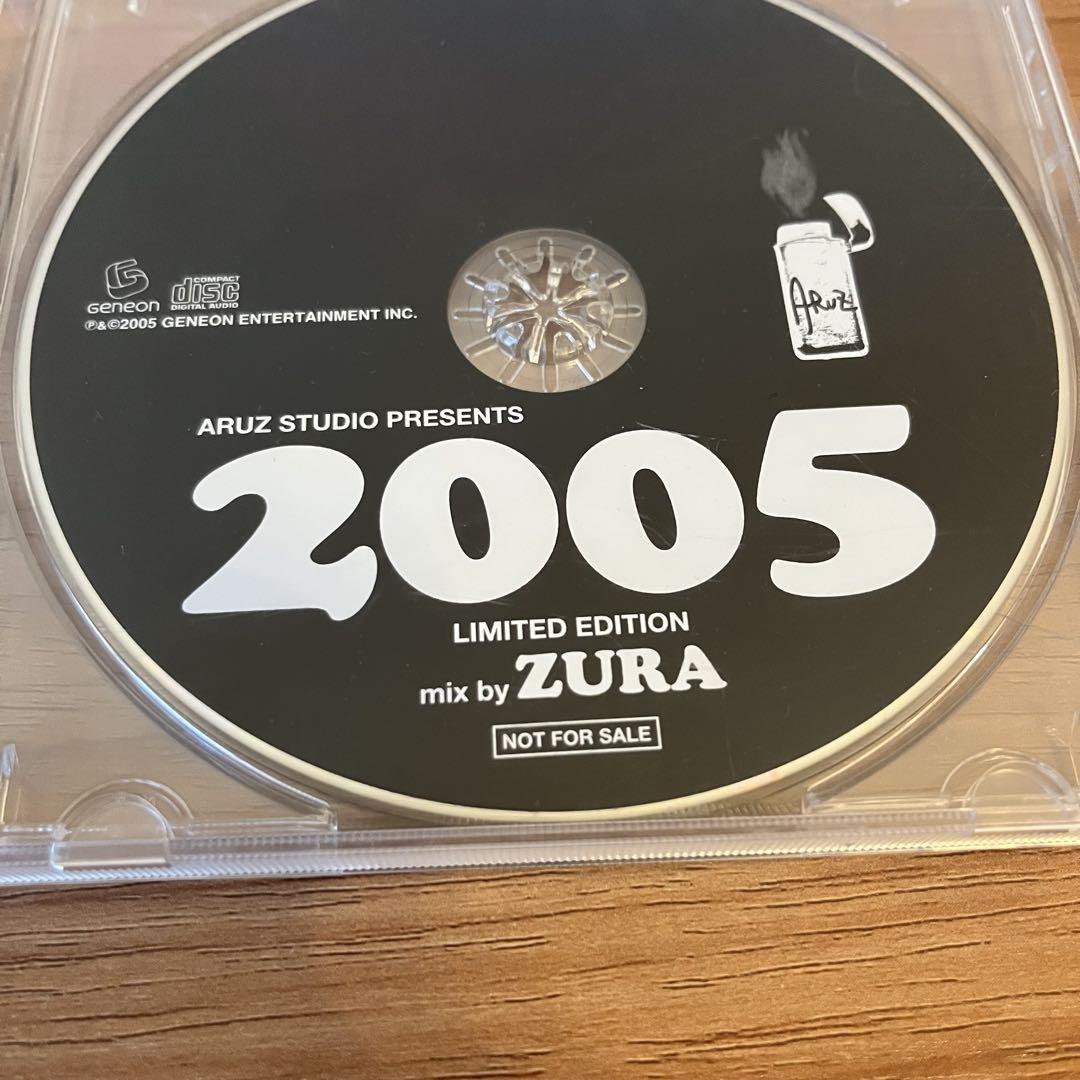 GENEON
COMPACT
disc
DIGITAL AUDIO
℗&©2005 GENEON ENTERTAINMENT INC.
ARUZ
ARUZ STUDIO PRESENTS
2005
LIMITED EDITION
mix by ZURA
NOT FOR SALE